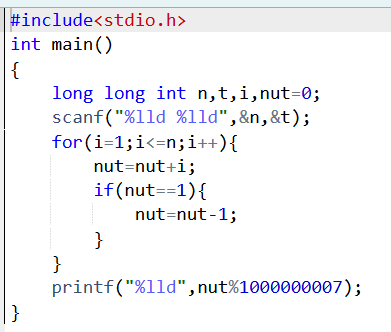 #include<stdio.h>
int main()
{
    long long int n,t,i,nut=0;
    scanf("%lld %lld",&n,&t);
    for(i=1;i<=n;i++){
        nut=nut+i;
        if(nut==1){
            nut=nut-1;
        }
    }
    printf("%lld",nut%1000000007);
}